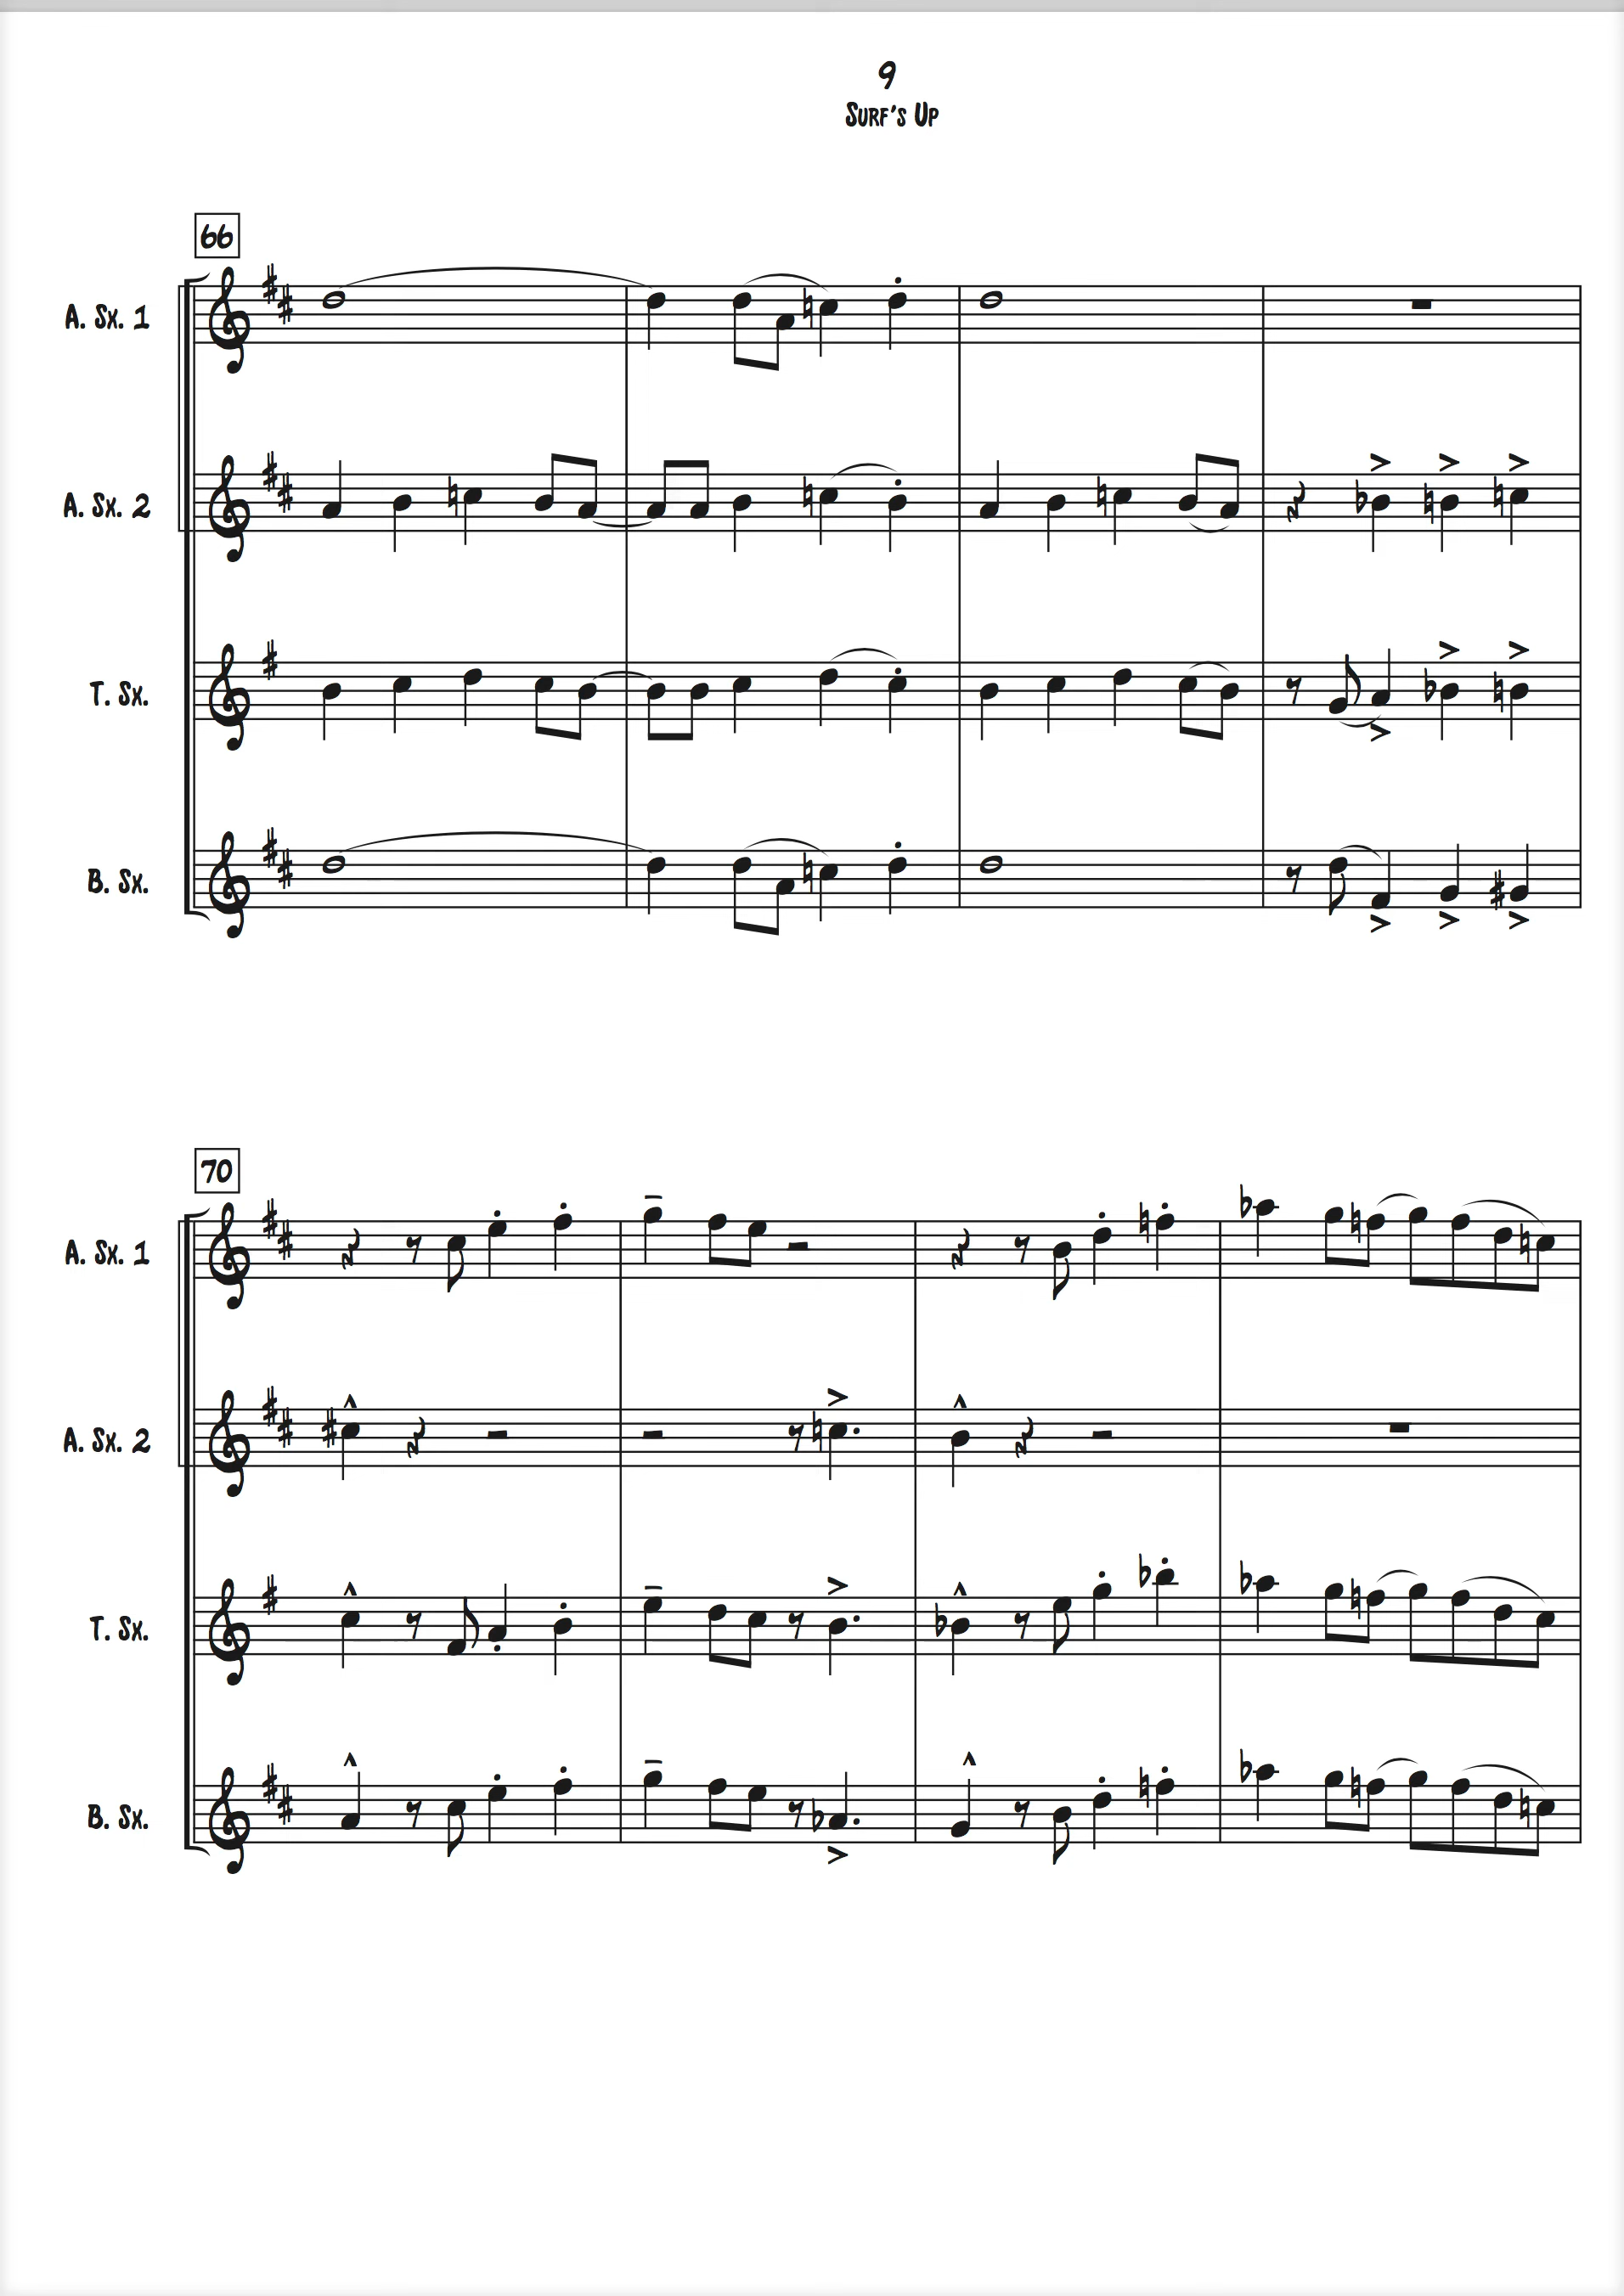 9
Surf's Up
66
A. Sx. 1
A. Sx. 2
T. Sx.
B. Sx.
70
A. Sx. 1
A. Sx. 2
T. Sx.
B. Sx.